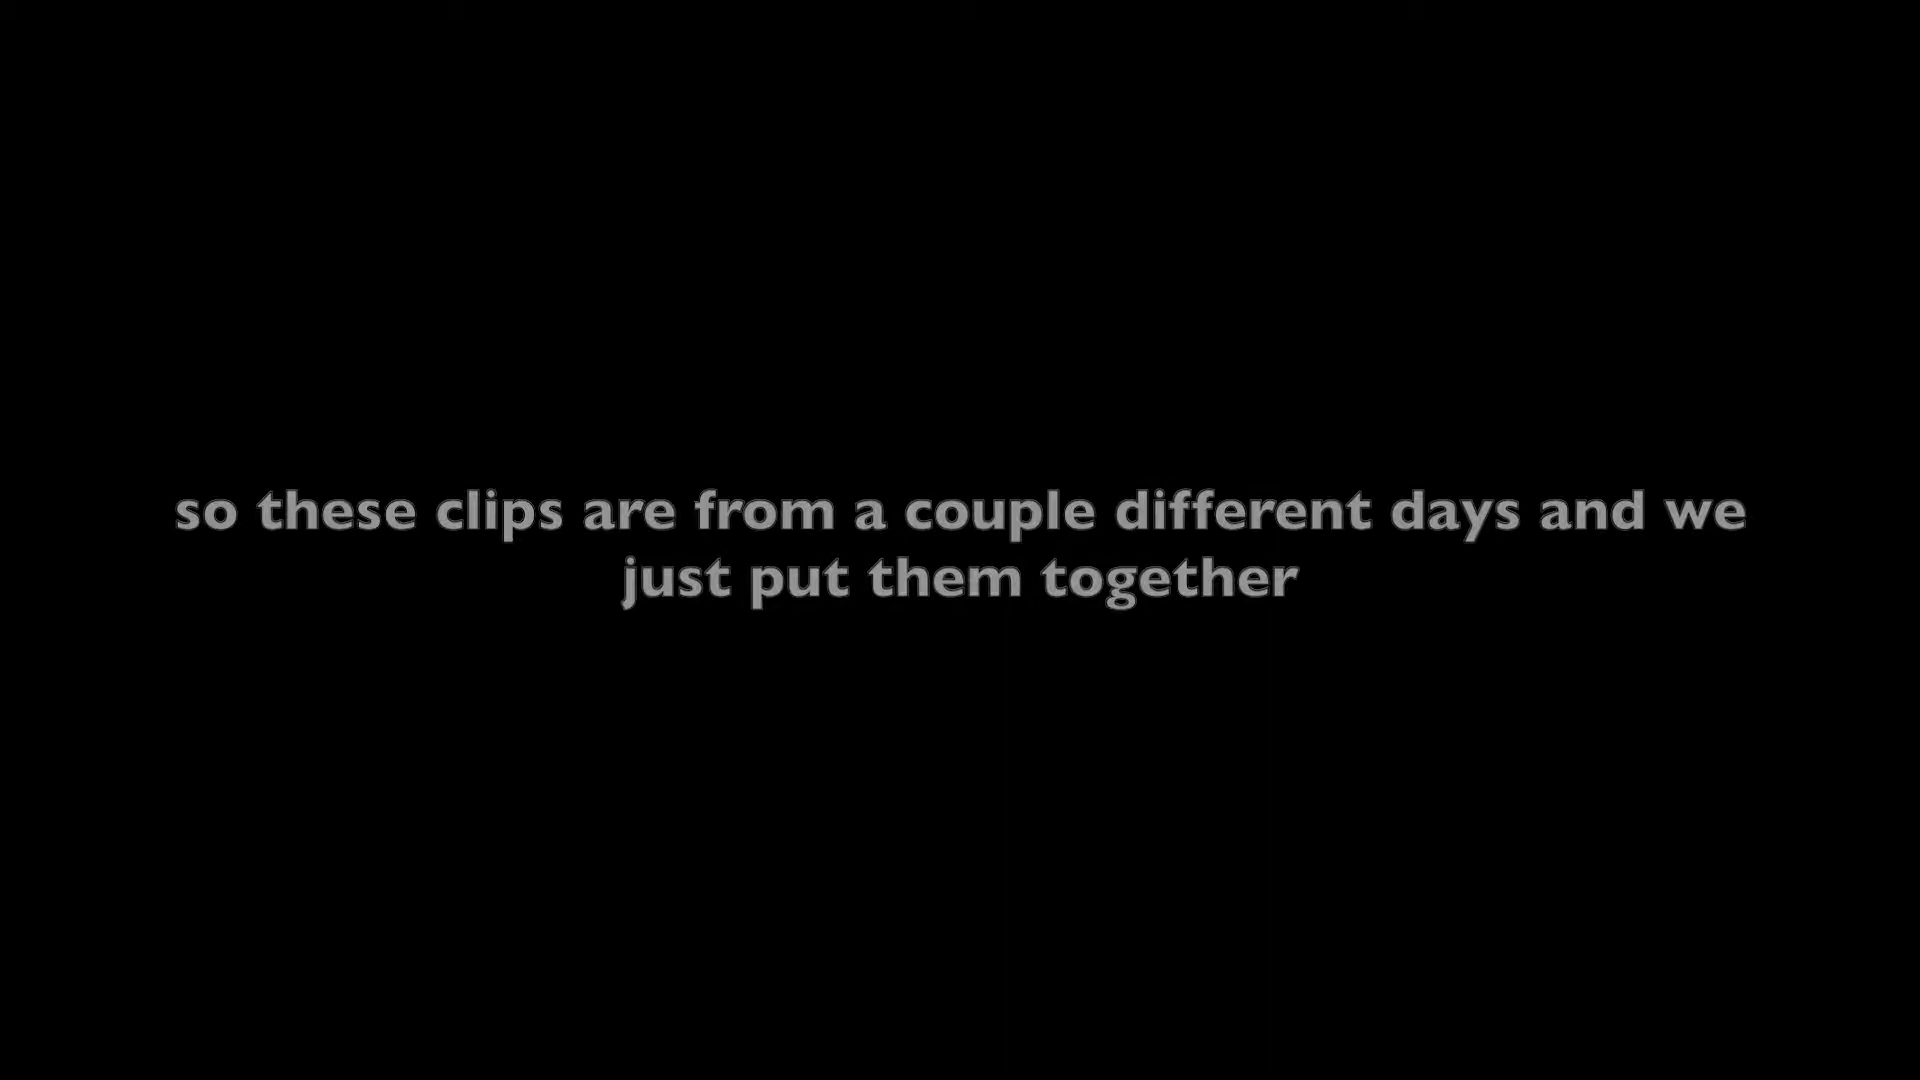 so these clips are from a couple different days and we
just put them together